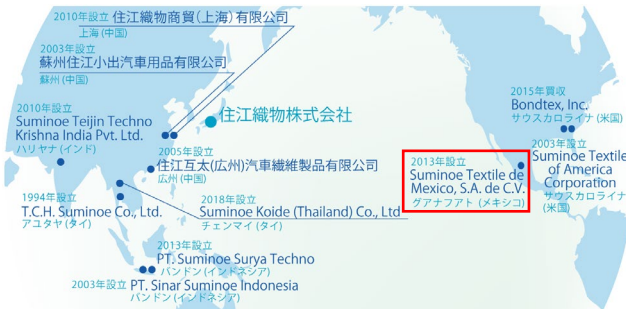 2010年設立 住江織物商貿(上海)有限公司
上海(中国)
2003年設立
蘇州住江小出汽車用品有限公司
蘇州(中国)
2010年設立
Suminoe Teijin Techno
Krishna India Pvt. Ltd.
ハリヤナ(インド)
住江織物株式会社
2005年設立
住江互太(広州)汽車繊維製品有限公司
広州(中国)
1994年設立
T.C.H. Suminoe Co., Ltd.
アユタヤ(タイ)
2018年設立
Suminoe Koide (Thailand) Co., Ltd
チェンマイ(タイ)
2013年設立
PT. Suminoe Surya Techno
バンドン(インドネシア)
2003年設立 PT. Sinar Suminoe Indonesia
バンドン(インドネシア)
2013年設立
Suminoe Textile de
Mexico, S.A. de C.V.
グアナフアト (メキシコ)
2015年買収
Bondtex, Inc.
サウスカロライナ(米国)
2003年設立
Suminoe Textile
of America
Corporation
サウスカロライナ
(米国)